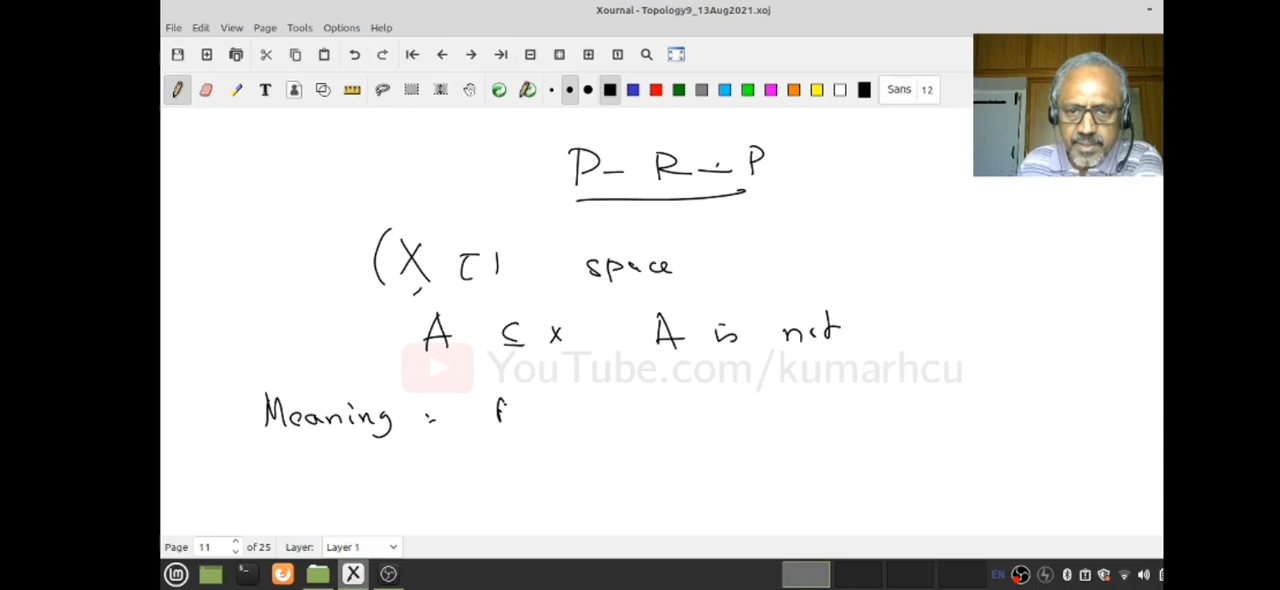 Xournal - Topology9_13Aug2021.xoj
File Edit View Page Tools Options Help
Sans 12
P- R - P
(X, τ) space
A ⊆ X A is not
YouTube.com/kumarhcu
Meaning :
Page 11 of 25 Layer: Layer 1
EN